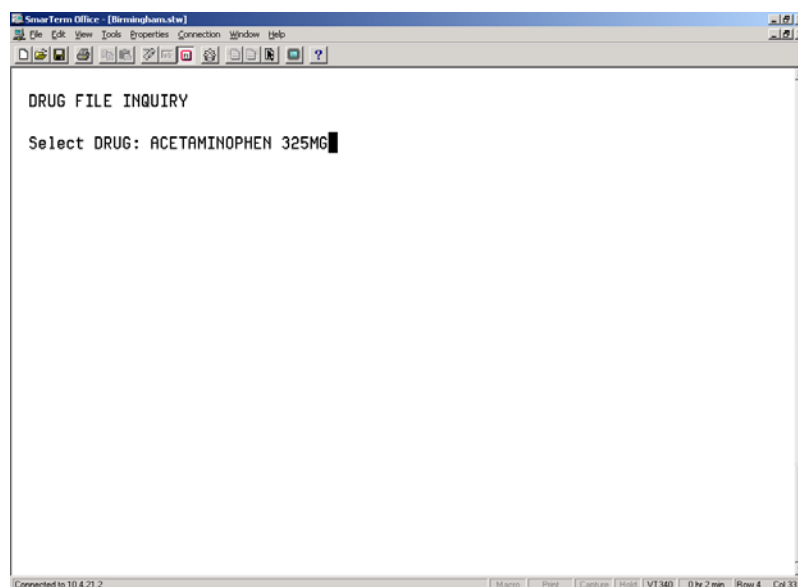 SmarTerm Office - [Birmingham.stw]
File Edit View Tools Properties Connection Window Help
DRUG FILE INQUIRY
Select DRUG: ACETAMINOPHEN 325MG
Connected to 10.4.21.2 Macro Print Capture Hold VT340 0 hr 2 min Row 4 Col 33